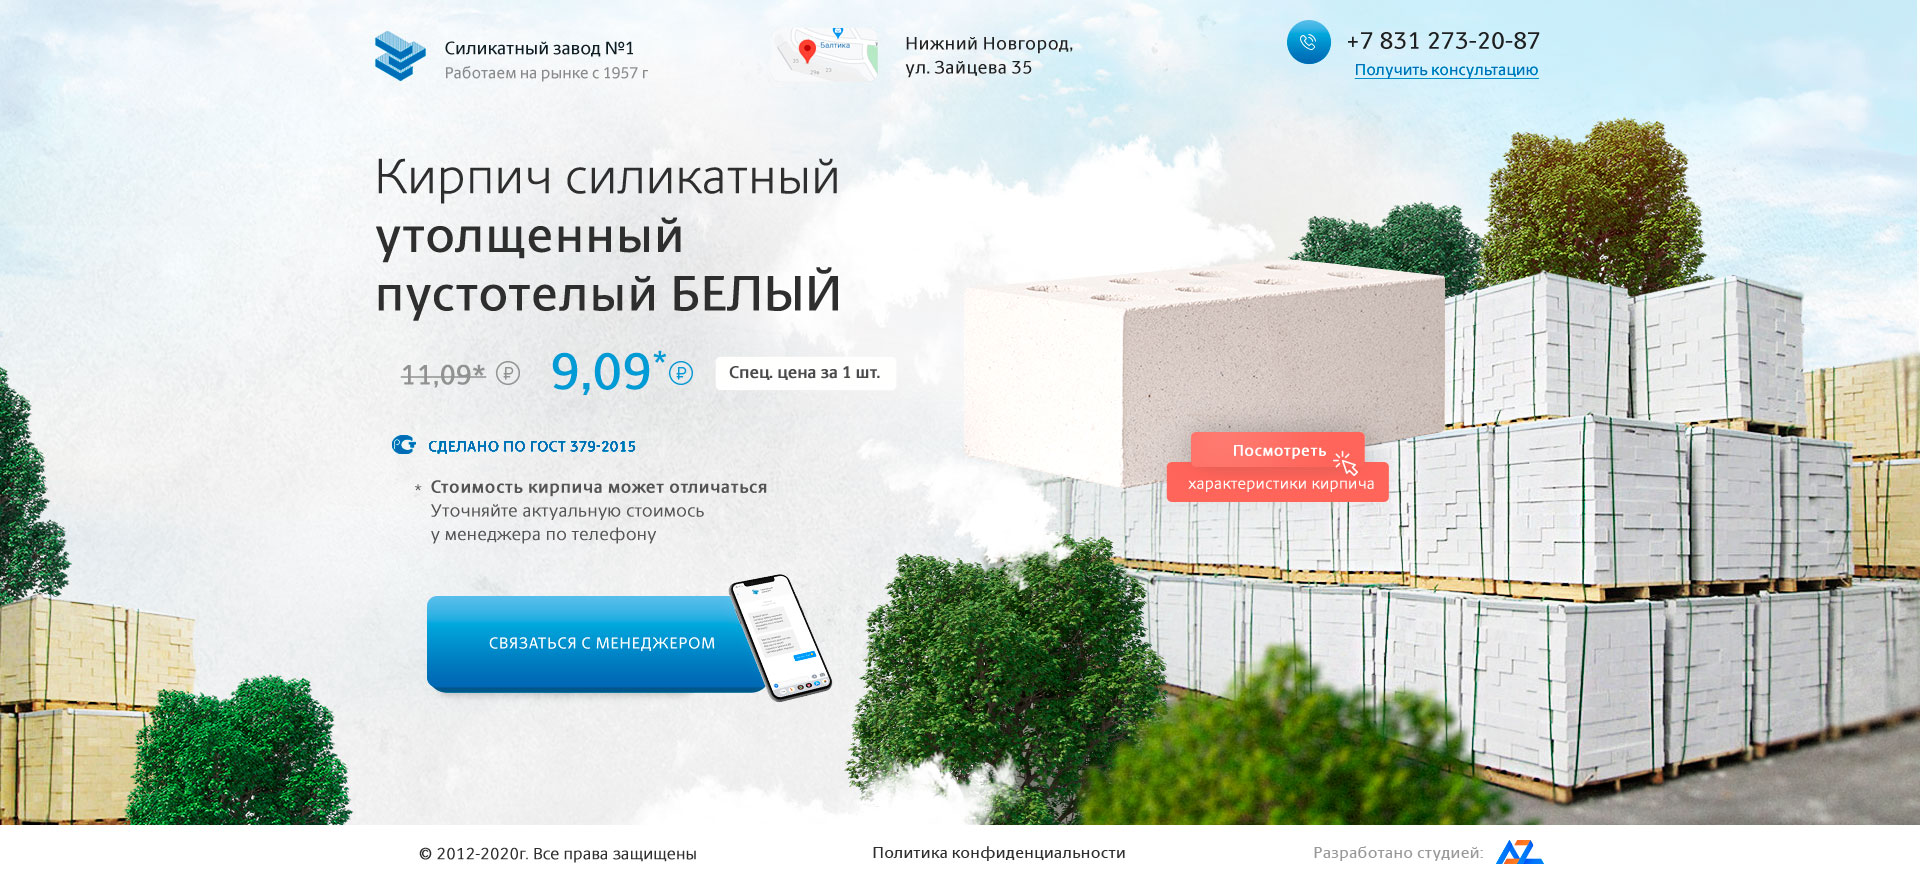 Силикатный завод №1
Работаем на рынке с 1957 г
Балтика
Нижний Новгород,
ул. Зайцева 35
+7 831 273-20-87
Получить консультацию
Кирпич силикатный
утолщенный
пустотелый БЕЛЫЙ
11,09* ₽ 9,09* ₽ Спец. цена за 1 шт.
СДЕЛАНО ПО ГОСТ 379-2015
* Стоимость кирпича может отличаться
Уточняйте актуальную стоимось
у менеджера по телефону
Посмотреть
характеристики кирпича
СВЯЗАТЬСЯ С МЕНЕДЖЕРОМ
© 2012-2020г. Все права защищены
Политика конфиденциальности
Разработано студией: AZ